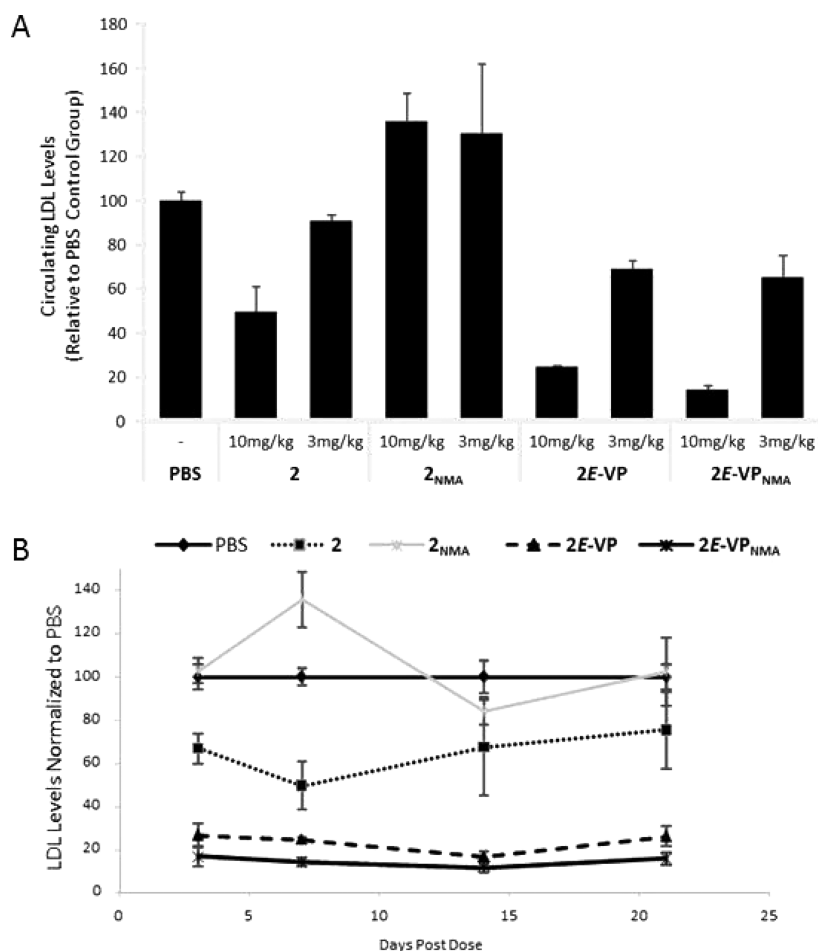 A
Circulating LDL Levels
(Relative to PBS Control Group)
180
160
140
120
100
80
60
40
20
0
- 10mg/kg 3mg/kg 10mg/kg 3mg/kg 10mg/kg 3mg/kg 10mg/kg 3mg/kg
PBS 2 2NMA 2E-VP 2E-VPNMA
B
PBS 2 2NMA 2E-VP 2E-VPNMA
LDL Levels Normalized to PBS
140
120
100
80
60
40
20
0
0 5 10 15 20 25
Days Post Dose